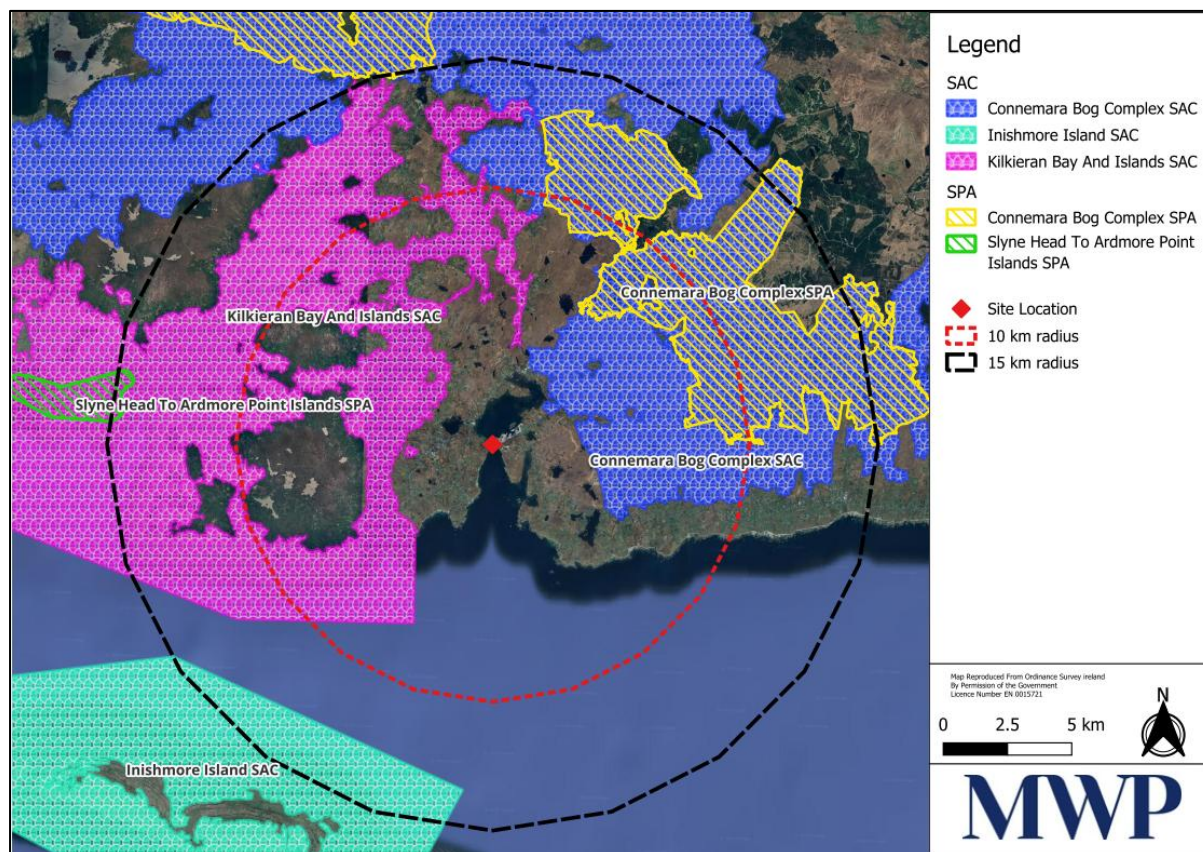 Kilkieran Bay And Islands SAC
Connemara Bog Complex SPA
Slyne Head To Ardmore Point Islands SPA
Connemara Bog Complex SAC
Inishmore Island SAC
Legend
SAC
Connemara Bog Complex SAC
Inishmore Island SAC
Kilkieran Bay And Islands SAC
SPA
Connemara Bog Complex SPA
Slyne Head To Ardmore Point
Islands SPA
Site Location
10 km radius
15 km radius
Map Reproduced From Ordinance Survey ireland
By Permission of the Government
Licence Number EN 0015721
N
0 2.5 5 km
MWP